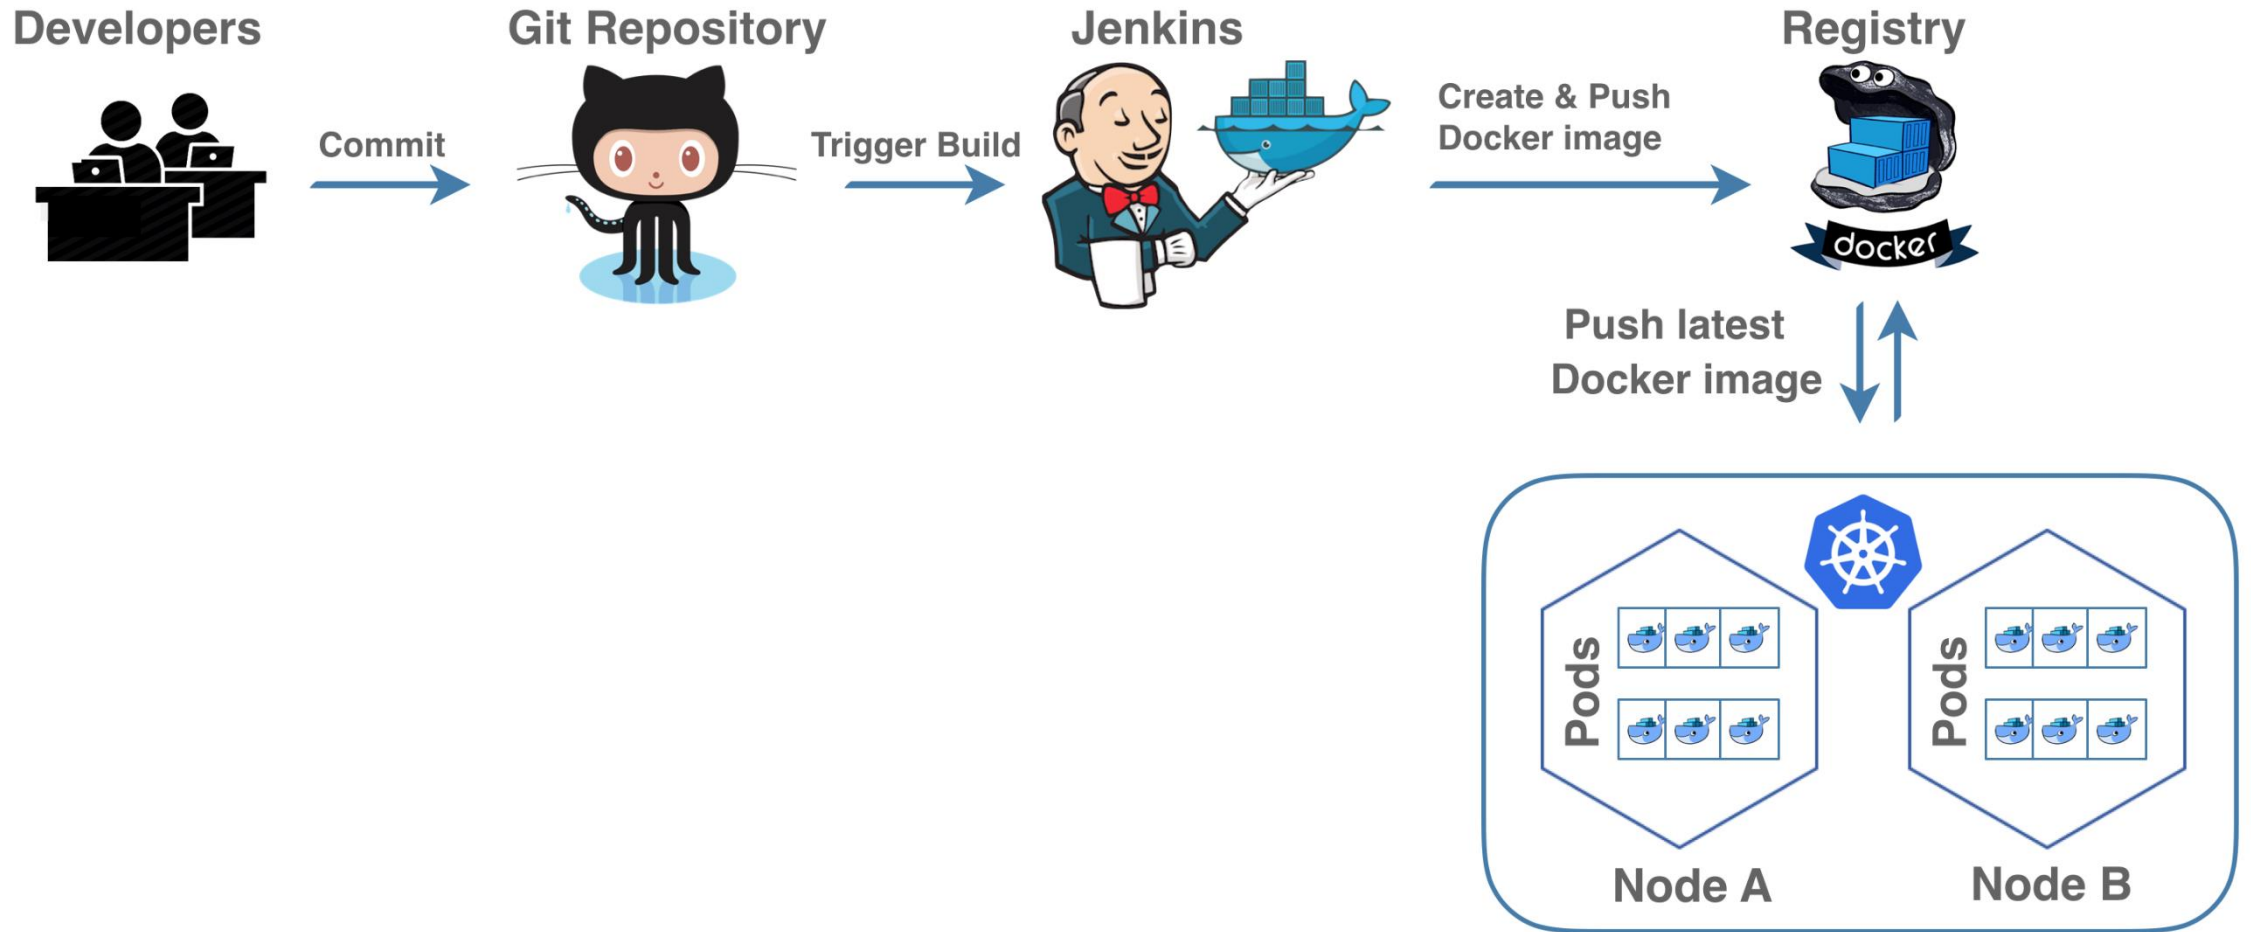 Developers
Git Repository
Jenkins
Registry
Commit
Trigger Build
Create & Push
Docker image
docker
Push latest
Docker image
Pods
Pods
Node A
Node B